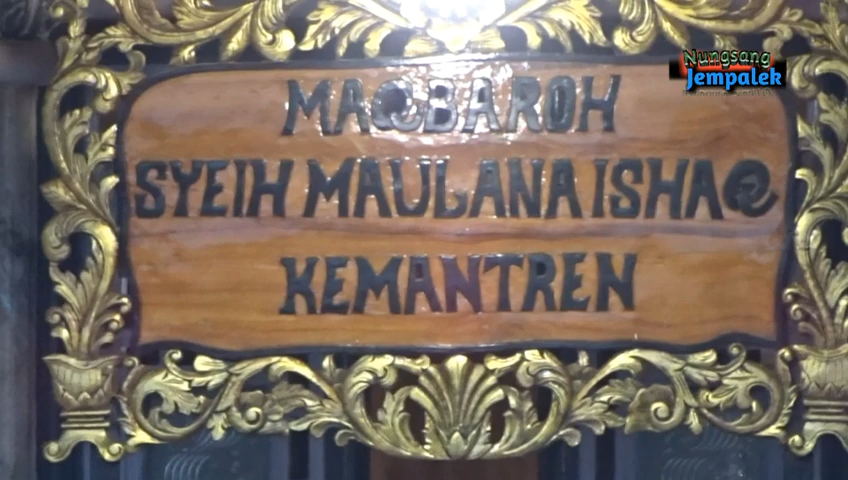 Nungsang
Jempalek
MAQBAROH
SYEIH MAULANA ISHAQ
KEMANTREN